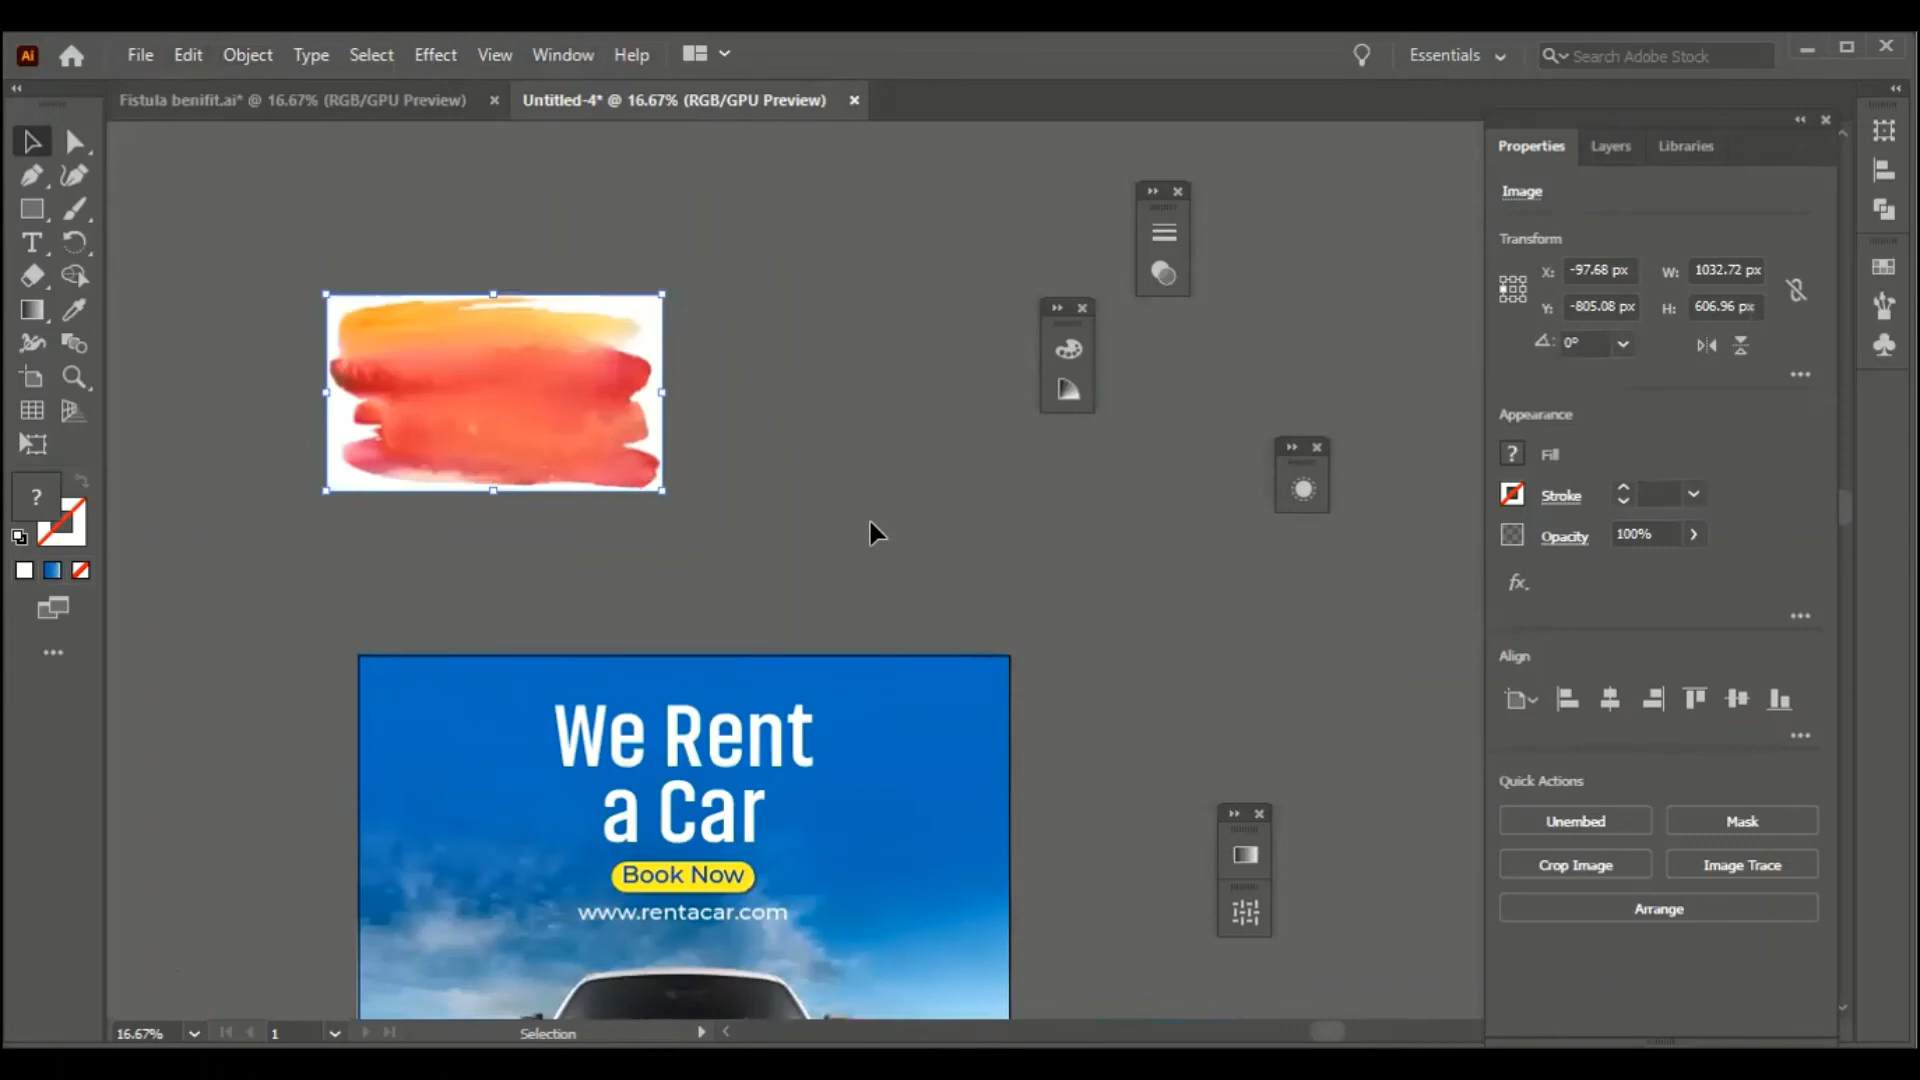 Ai File Edit Object Type Select Effect View Window Help Essentials Search Adobe Stock
Fistula benifit.ai* @ 16.67% (RGB/GPU Preview) Untitled-4* @ 16.67% (RGB/GPU Preview)
Properties Layers Libraries
Image
Transform
X: -97.68 px W: 1032.72 px
Y: -805.08 px H: 606.96 px
0°
Appearance
? Fill
Stroke
Opacity 100%
fx.
Align
Quick Actions
Unembed Mask
Crop Image Image Trace
Arrange
?
We Rent
a Car
Book Now
www.rentacar.com
16.67% 1 Selection